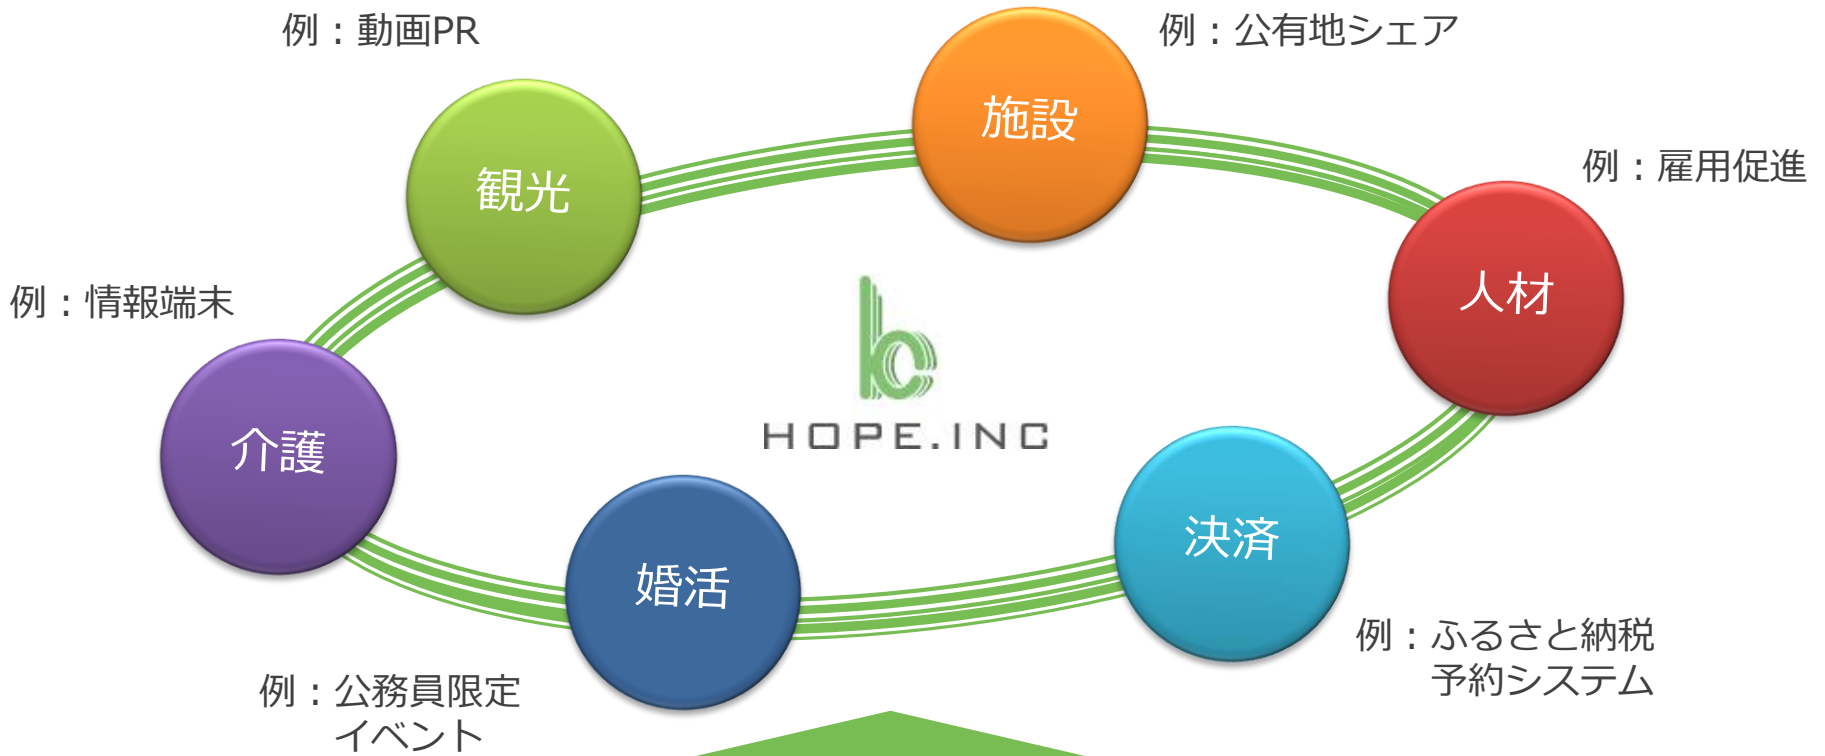 例：動画PR
例：公有地シェア
施設
観光
例：雇用促進
人材
例：情報端末
HOPE.INC
介護
決済
婚活
例：ふるさと納税
予約システム
例：公務員限定
イベント